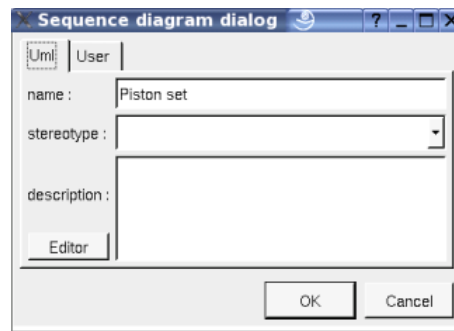 Sequence diagram dialog ? _ □ X
Uml User
name : Piston set
stereotype :
description :
Editor
OK Cancel